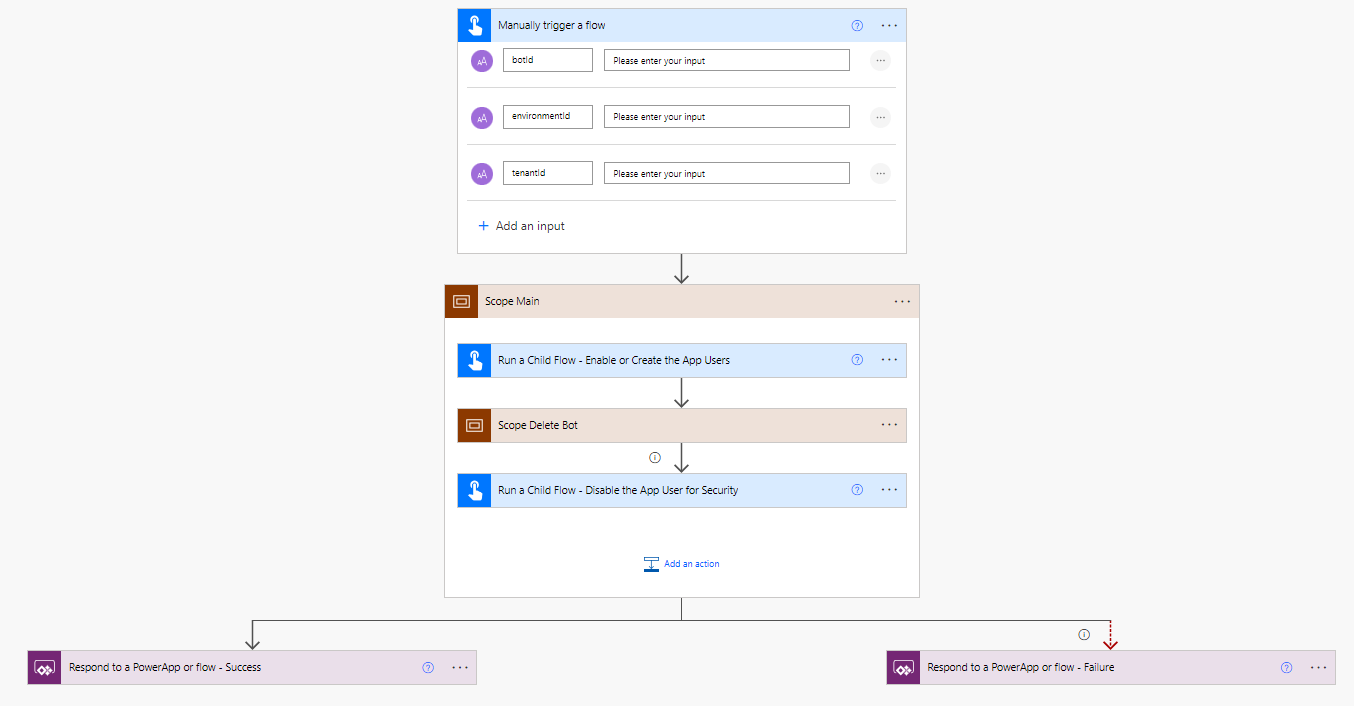 Manually trigger a flow
botId Please enter your input
environmentId Please enter your input
tenantId Please enter your input
+ Add an input
Scope Main
Run a Child Flow - Enable or Create the App Users
Scope Delete Bot
Run a Child Flow - Disable the App User for Security
Add an action
Respond to a PowerApp or flow - Success
Respond to a PowerApp or flow - Failure